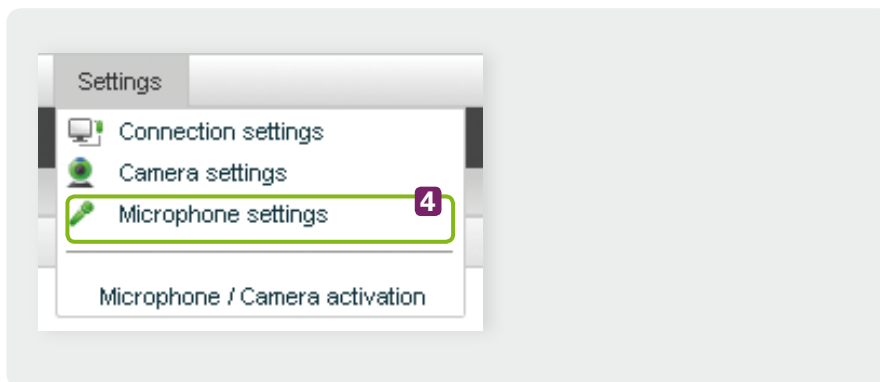 Settings
Connection settings
Camera settings
Microphone settings
4
Microphone / Camera activation